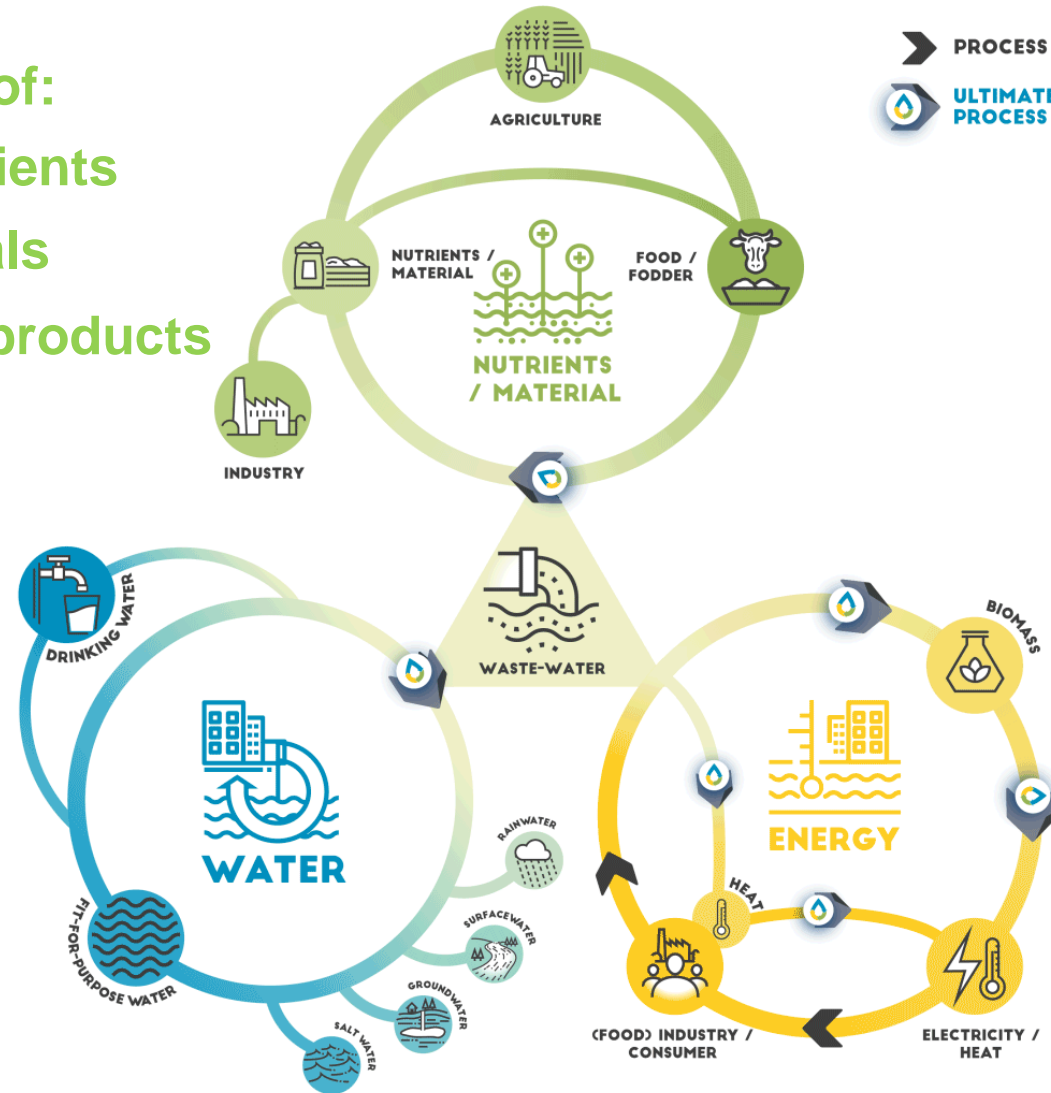 of:
ients
als
products
PROCESS
ULTIMATE
PROCESS
AGRICULTURE
NUTRIENTS /
MATERIAL
FOOD /
FODDER
NUTRIENTS
/ MATERIAL
INDUSTRY
WASTE-WATER
DRINKING WATER
WATER
FIT-FOR-PURPOSE WATER
RAINWATER
SURFACEWATER
GROUNDWATER
SALT WATER
BIOMASS
ENERGY
HEAT
(FOOD) INDUSTRY /
CONSUMER
ELECTRICITY /
HEAT